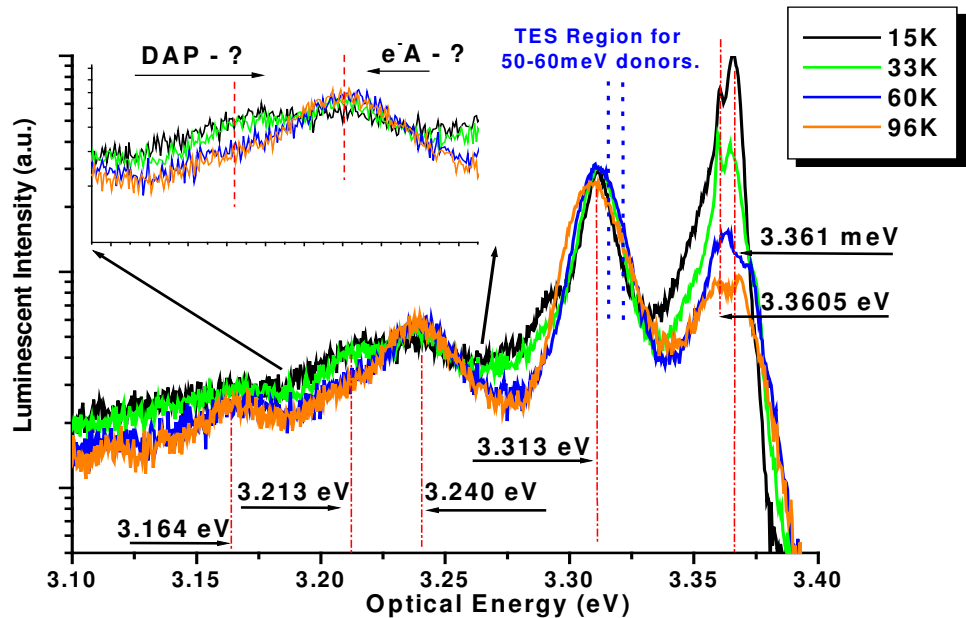 DAP - ?
e-A - ?
TES Region for
50-60meV donors.
15K
33K
60K
96K
Luminescent Intensity (a.u.)
3.361 meV
3.3605 eV
3.313 eV
3.213 eV
3.240 eV
3.164 eV
3.10
3.15
3.20
3.25
3.30
3.35
3.40
Optical Energy (eV)